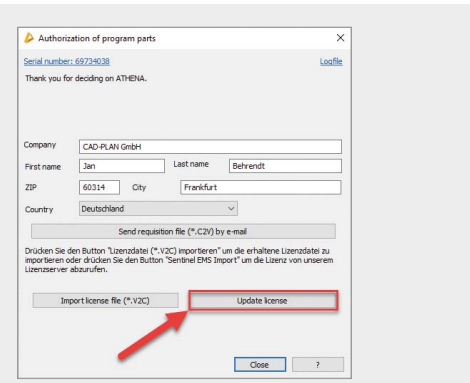 Authorization of program parts
Serial number: 69734038 Logfile
Thank you for deciding on ATHENA.
Company CAD-PLAN GmbH
First name Jan Last name Behrendt
ZIP 60314 City Frankfurt
Country Deutschland
Send requisition file (*.C2V) by e-mail
Drücken Sie den Button "Lizenzdatei (*.V2C) importieren" um die erhaltene Lizenzdatei zu
importieren oder drücken Sie den Button "Sentinel EMS Import" um die Lizenz von unserem
Lizenzserver abzurufen.
Import license file (*.V2C) Update license
Close ?